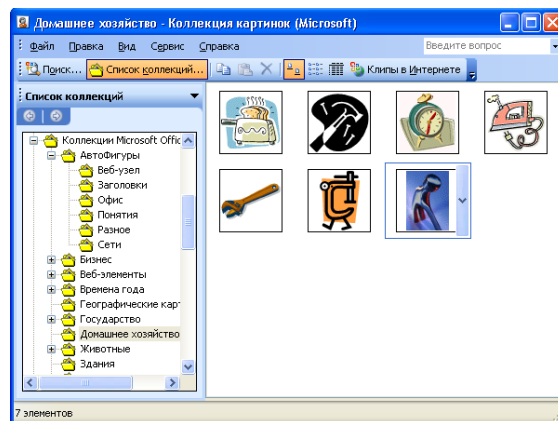 Домашнее хозяйство - Коллекция картинок (Microsoft)
Файл Правка Вид Сервис Справка Введите вопрос
Поиск... Список коллекций... Клипы в Интернете
Список коллекций
Коллекции Microsoft Offic
АвтоФигуры
Веб-узел
Заголовки
Офис
Понятия
Разное
Сети
Бизнес
Веб-элементы
Времена года
Географические кар
Государство
Домашнее хозяйство
Животные
Здания
7 элементов